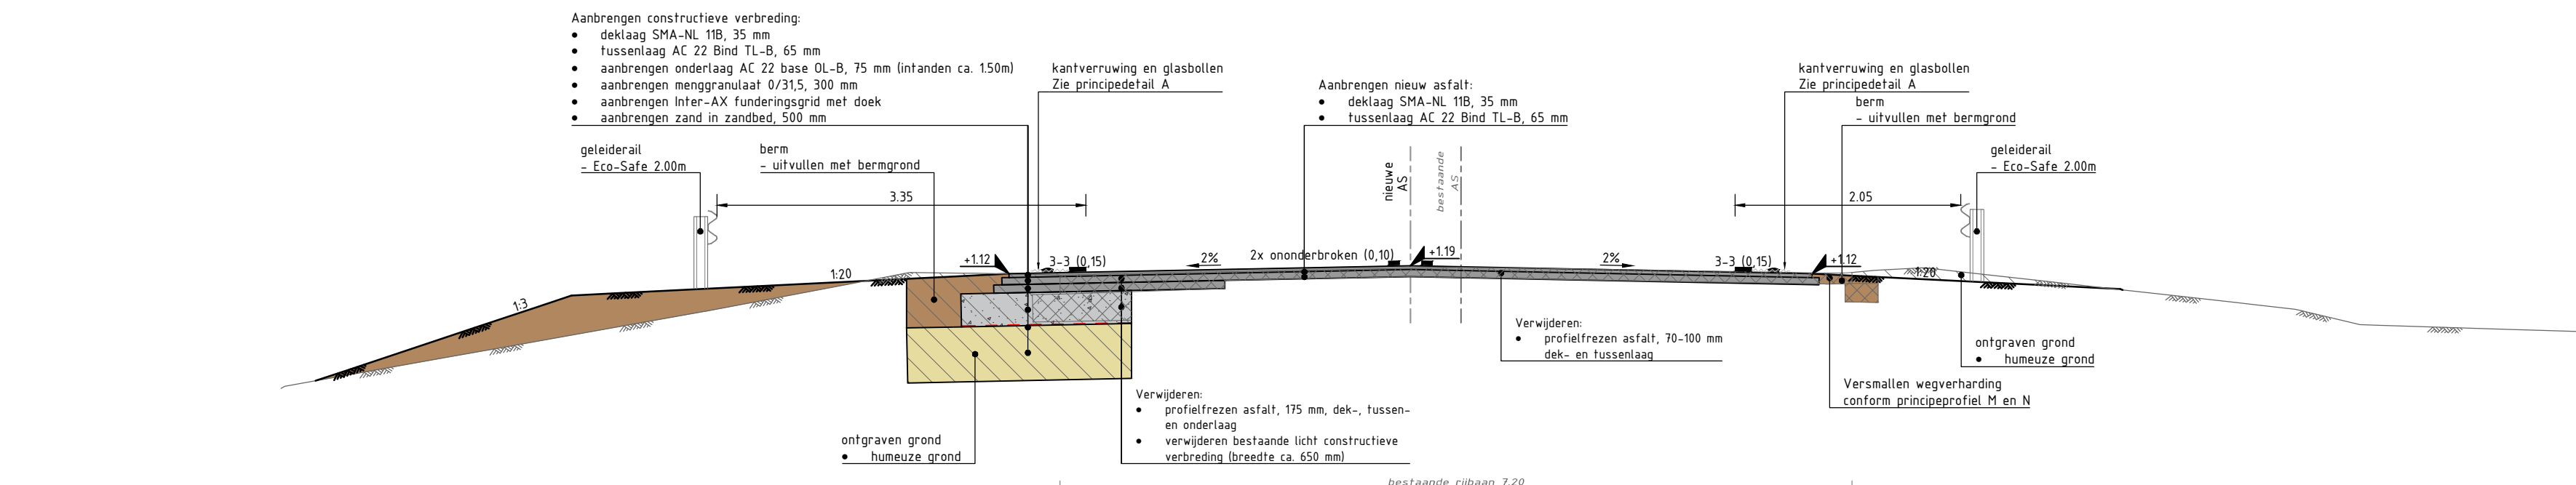 Aanbrengen constructieve verbreding:
• deklaag SMA-NL 11B, 35 mm
• tussenlaag AC 22 Bind TL-B, 65 mm
• aanbrengen onderlaag AC 22 base OL-B, 75 mm (intanden ca. 1.50m)
• aanbrengen menggranulaat 0/31,5, 300 mm
• aanbrengen Inter-AX funderingsgrid met doek
• aanbrengen zand in zandbed, 500 mm
kantverruwing en glasbollen
Zie principedetail A
Aanbrengen nieuw asfalt:
• deklaag SMA-NL 11B, 35 mm
• tussenlaag AC 22 Bind TL-B, 65 mm
kantverruwing en glasbollen
Zie principedetail A
berm
- uitvullen met bermgrond
geleiderail
- Eco-Safe 2.00m
berm
- uitvullen met bermgrond
geleiderail
- Eco-Safe 2.00m
nieuwe
AS
bestaande
AS
3.35
2.05
1:3
1:20
+1.12
3-3 (0,15)
2%
2x ononderbroken (0,10)
+1.19
2%
3-3 (0,15)
+1.12
1:20
Verwijderen:
• profielfrezen asfalt, 70-100 mm
dek- en tussenlaag
ontgraven grond
• humeuze grond
Versmallen wegverharding
conform principeprofiel M en N
Verwijderen:
• profielfrezen asfalt, 175 mm, dek-, tussen-
en onderlaag
• verwijderen bestaande licht constructieve
verbreding (breedte ca. 650 mm)
ontgraven grond
• humeuze grond
bestaande rijbaan 7.20